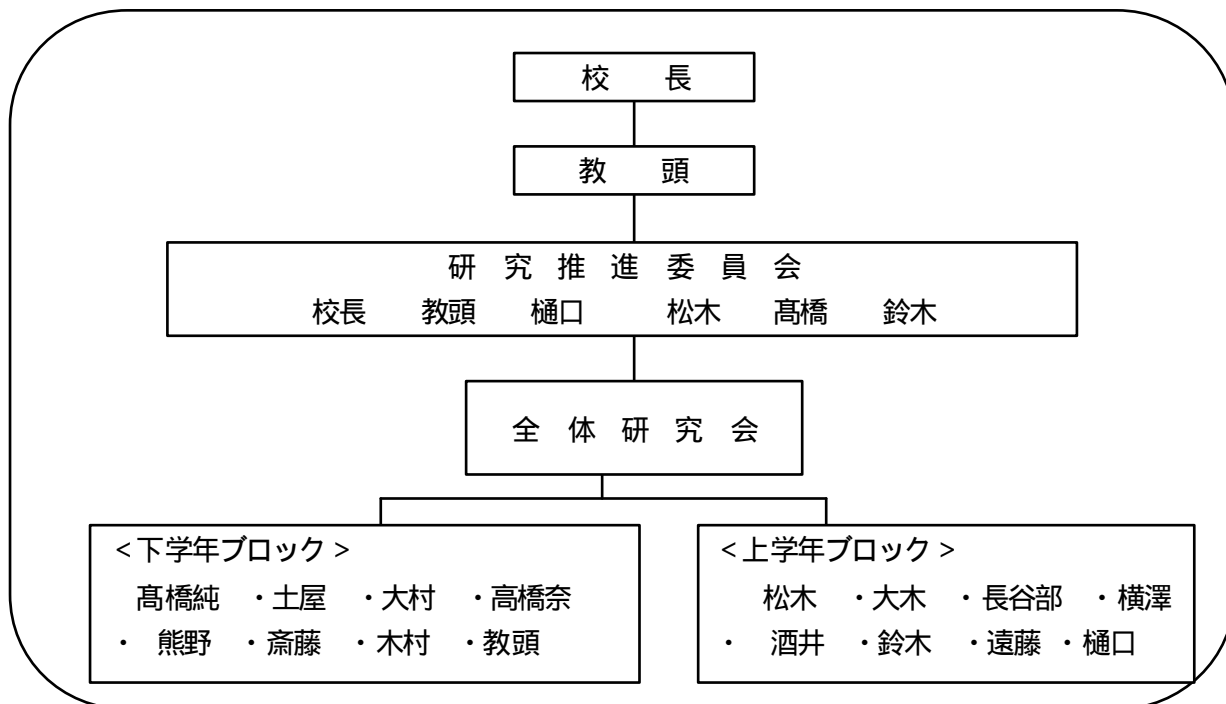 校　長
教　頭
研　究　推　進　委　員　会
校長　教頭　樋口　松木　髙橋　鈴木
全　体　研　究　会
＜下学年ブロック＞
髙橋純　・土屋　・大村　・高橋奈
・　熊野　・斎藤　・木村　・教頭
＜上学年ブロック＞
松木　・大木　・長谷部　・横澤
・　酒井　・鈴木　・遠藤　・樋口